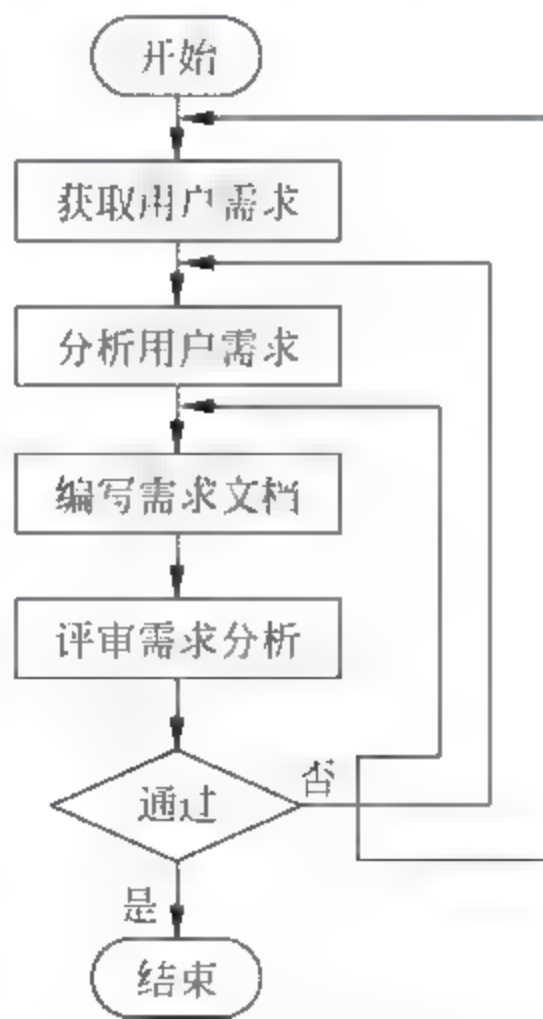 开始
获取用户需求
分析用户需求
编写需求文档
评审需求分析
通过
否
是
结束